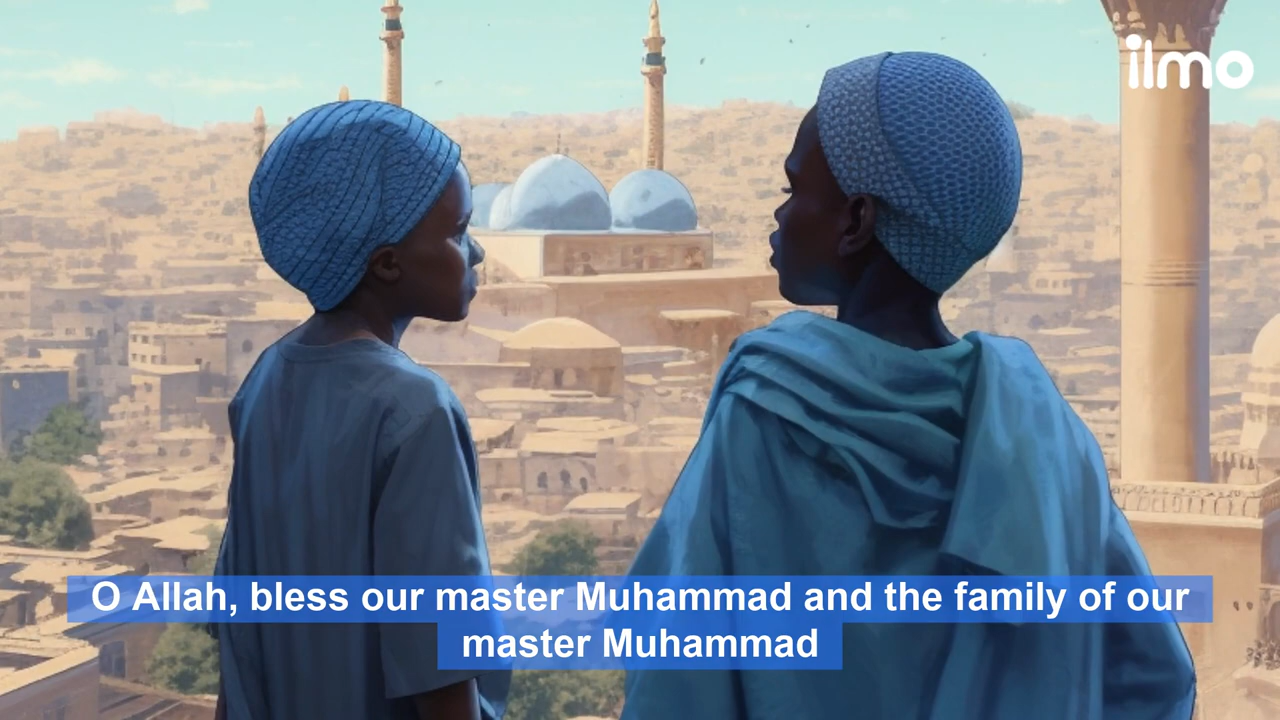 ilmo
O Allah, bless our master Muhammad and the family of our
master Muhammad